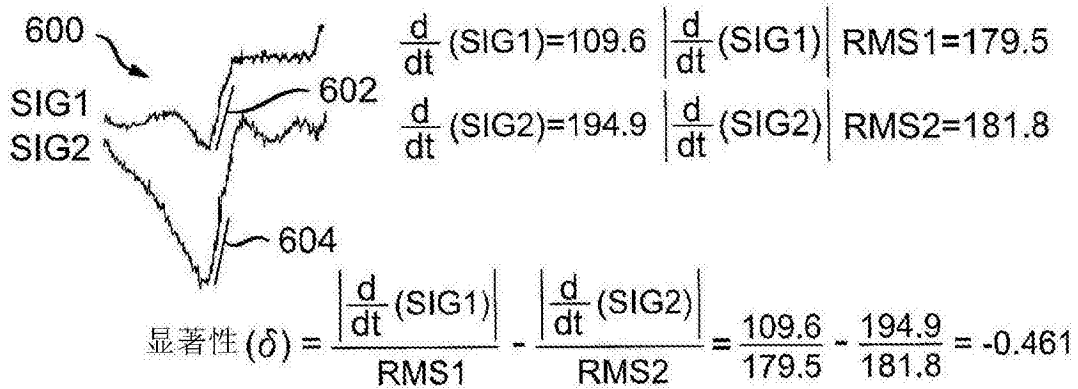 600
SIG1
SIG2
602
604
d/dt (SIG1)=109.6 |d/dt (SIG1)| RMS1=179.5
d/dt (SIG2)=194.9 |d/dt (SIG2)| RMS2=181.8
显著性(δ) = |d/dt (SIG1)|/RMS1 - |d/dt (SIG2)|/RMS2 = 109.6/179.5 - 194.9/181.8 = -0.461